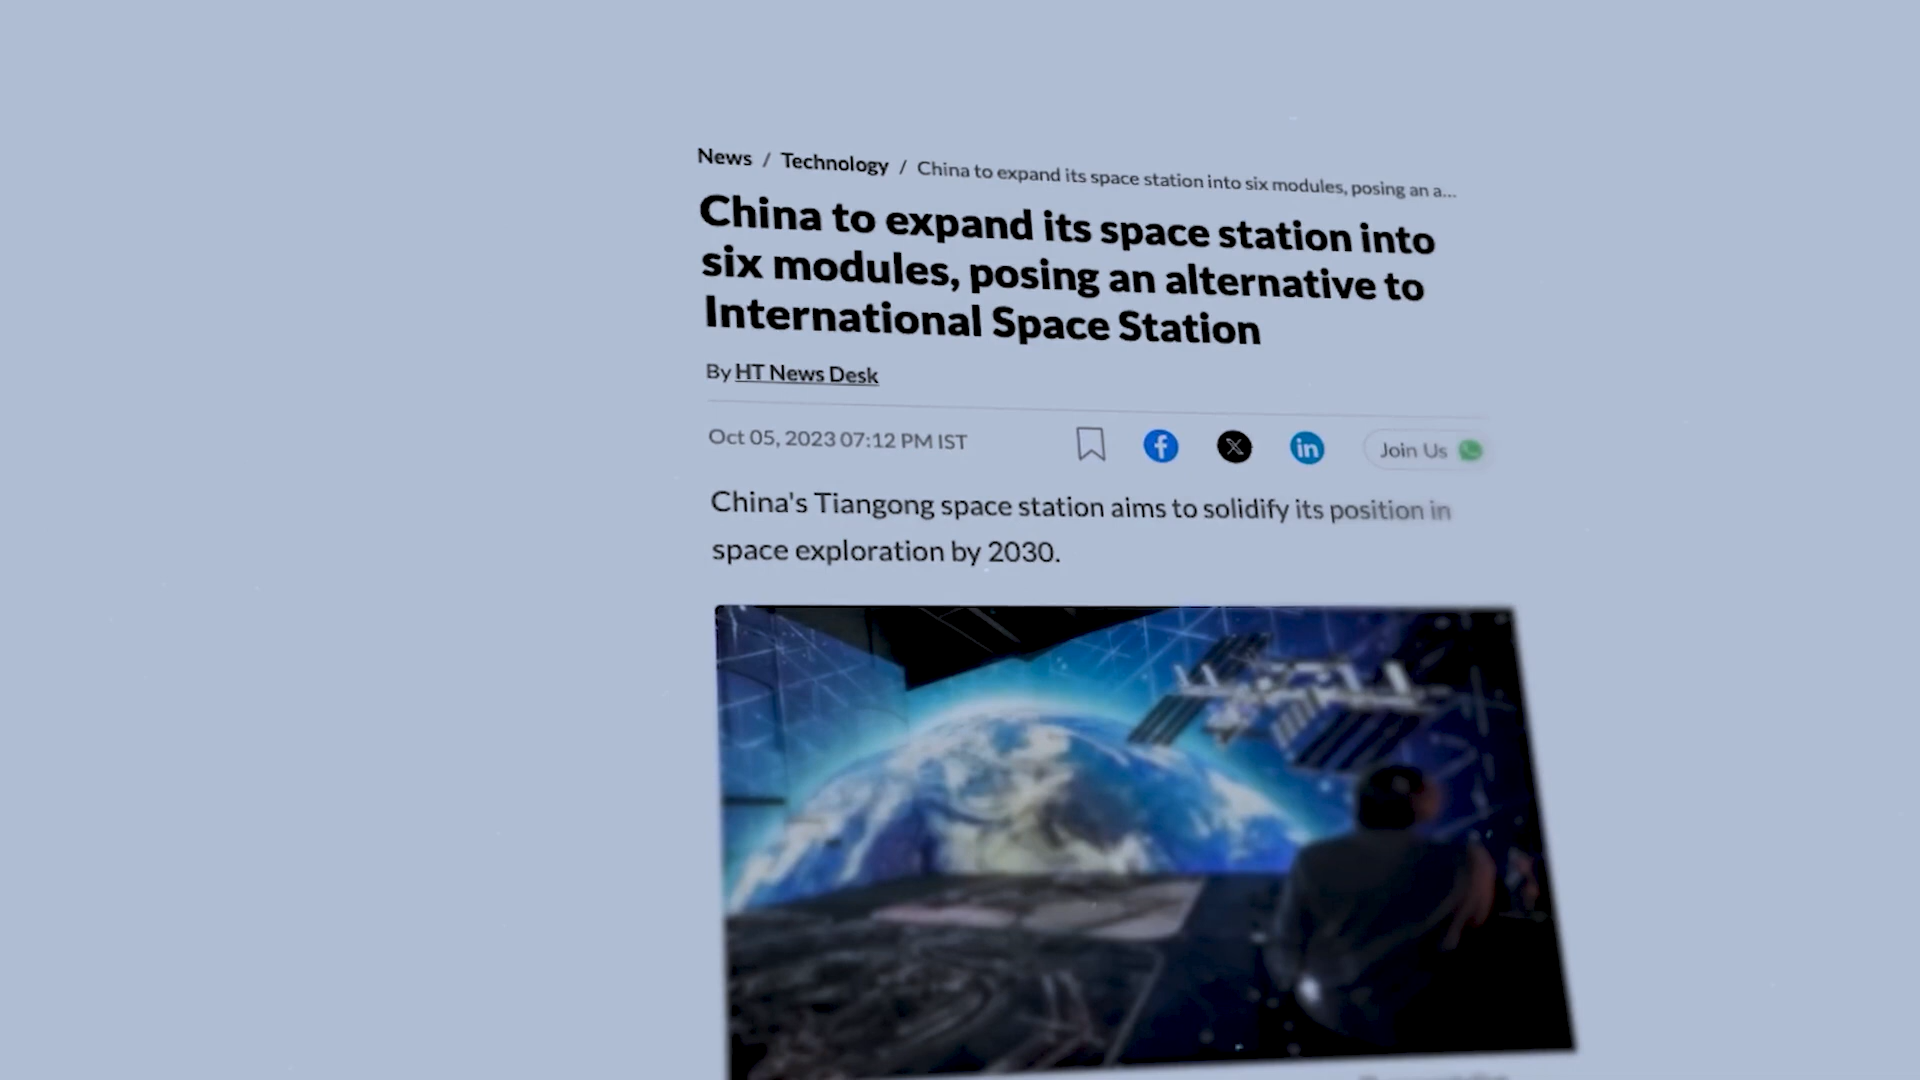 News / Technology / China to expand its space station into six modules, posing an a...
China to expand its space station into
six modules, posing an alternative to
International Space Station
By HT News Desk
Oct 05, 2023 07:12 PM IST
Join Us
China's Tiangong space station aims to solidify its position in
space exploration by 2030.